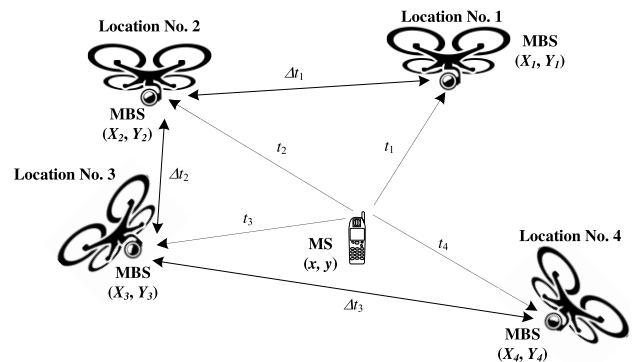 Location No. 1
Location No. 2
MBS
(X₁, Y₁)
Δt₁
MBS
(X₂, Y₂)
t₂
t₁
Location No. 3
Δt₂
t₃
MS
(x, y)
t₄
Location No. 4
MBS
(X₃, Y₃)
Δt₃
MBS
(X₄, Y₄)